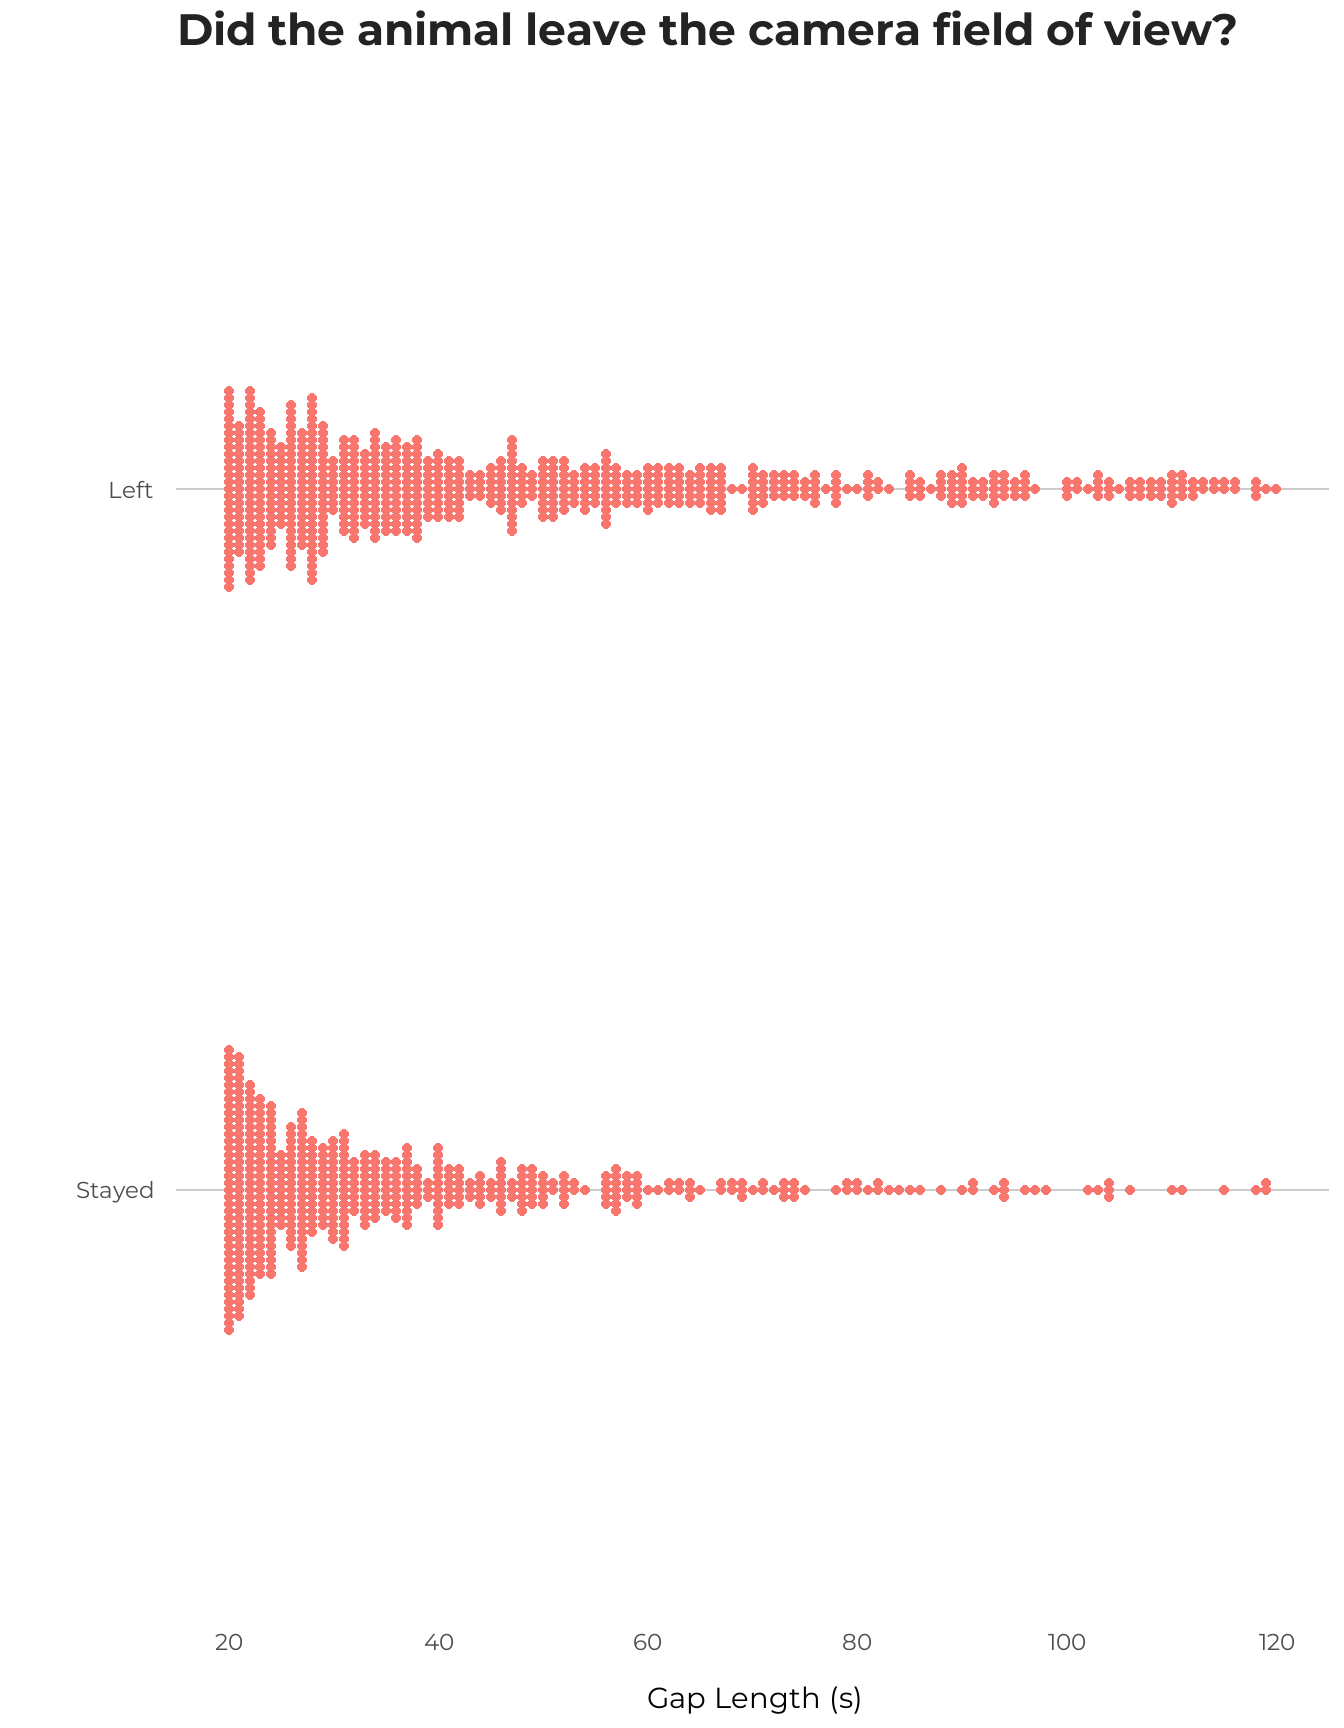 Did the animal leave the camera field of view?
Left
Stayed
20 40 60 80 100 120
Gap Length (s)